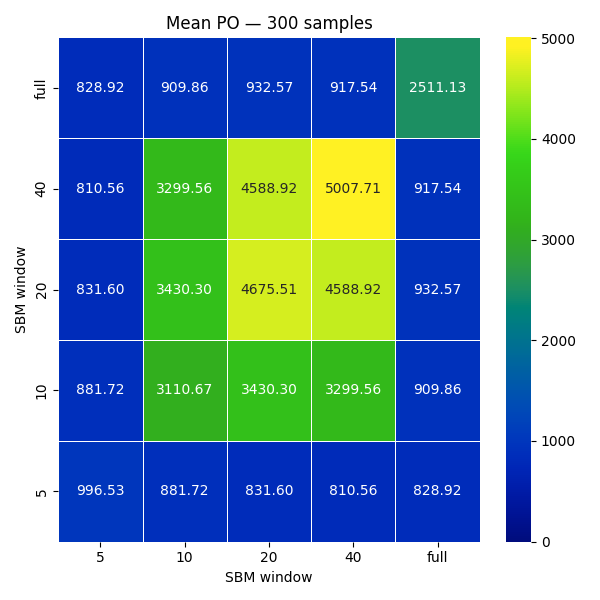 Mean PO — 300 samples
SBM window
full
828.92 909.86 932.57 917.54 2511.13
40
810.56 3299.56 4588.92 5007.71 917.54
20
831.60 3430.30 4675.51 4588.92 932.57
10
881.72 3110.67 3430.30 3299.56 909.86
5
996.53 881.72 831.60 810.56 828.92
5 10 20 40 full
SBM window
5000
4000
3000
2000
1000
0